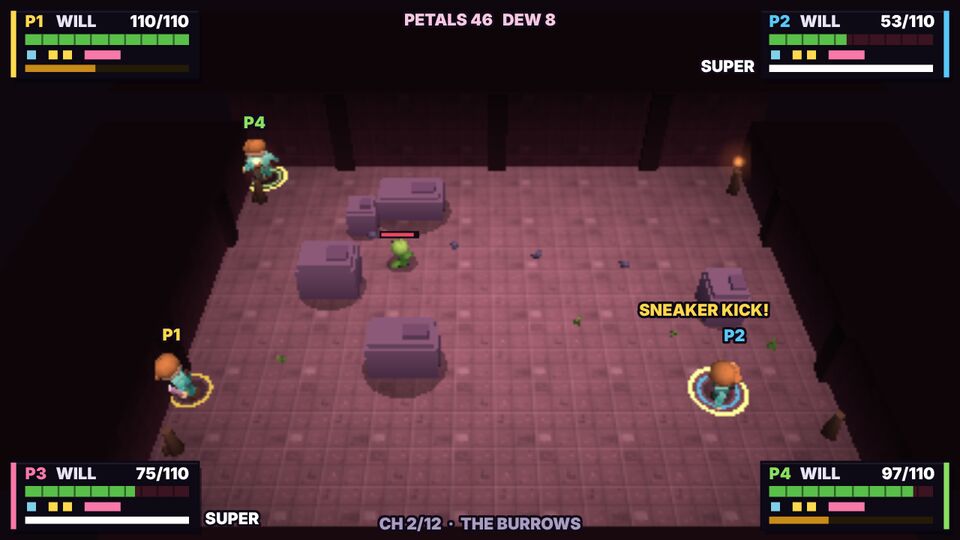 P1 WILL 110/110
PETALS 46 DEW 8
P2 WILL 53/110
SUPER
P4
SNEAKER KICK!
P1
P2
P3 WILL 75/110
SUPER
CH 2/12 · THE BURROWS
P4 WILL 97/110